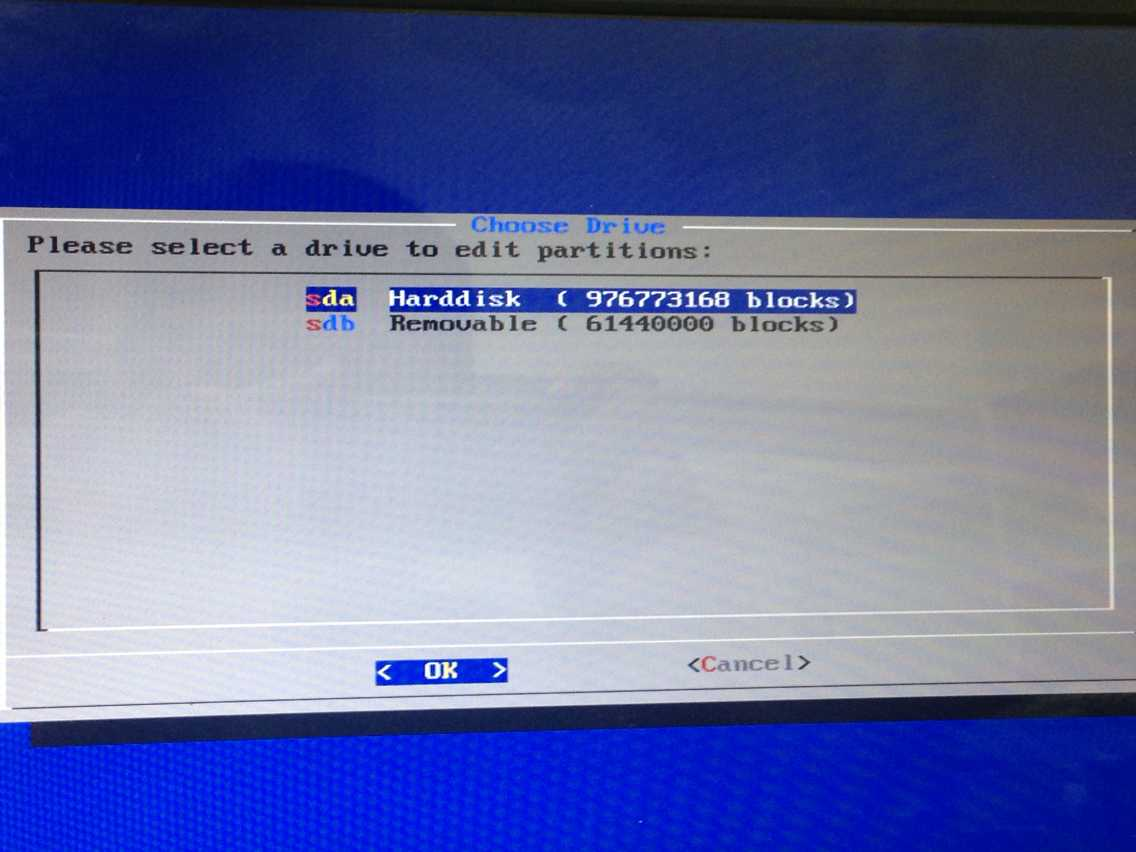 Choose Drive
Please select a drive to edit partitions:
sda Harddisk ( 976773168 blocks)
sdb Removable ( 61440000 blocks)
< OK > <Cancel>